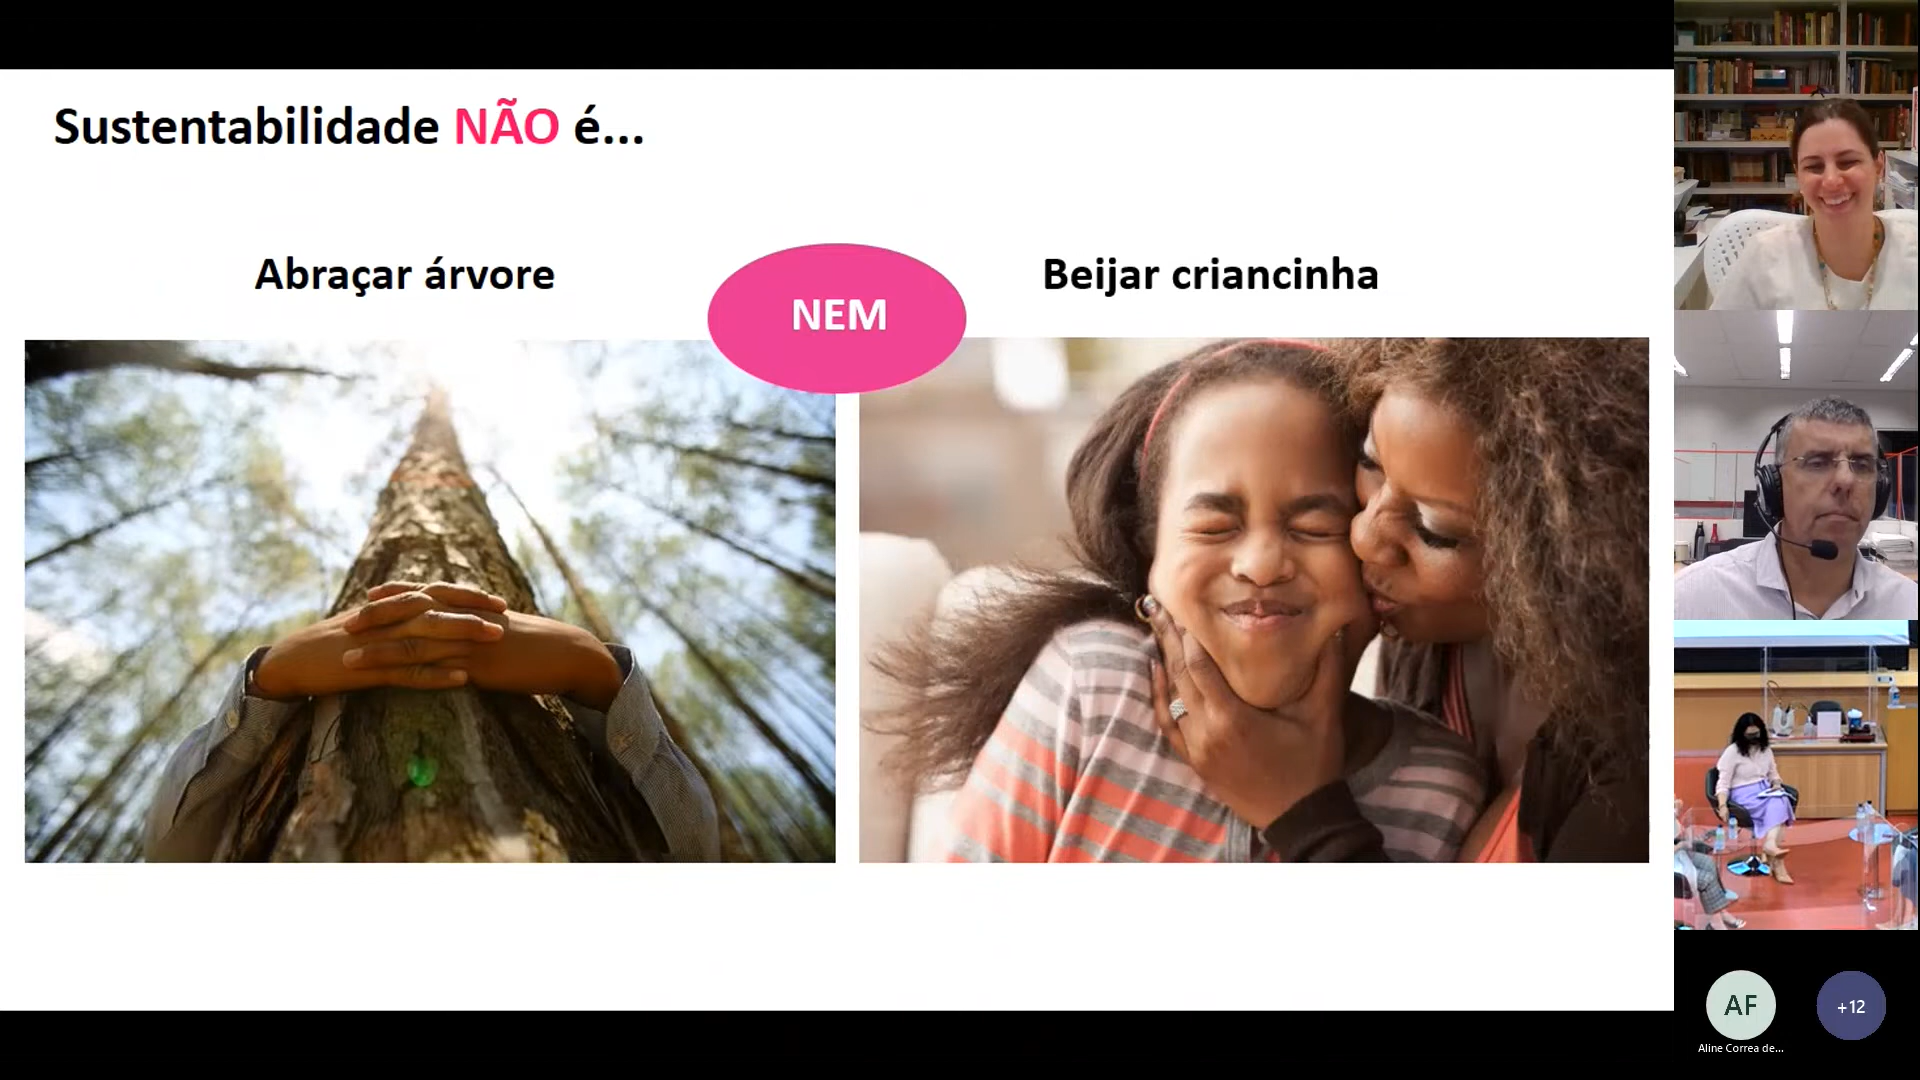 Sustentabilidade NÃO é...
Abraçar árvore
NEM
Beijar criancinha
AF
+12
Aline Correa de...